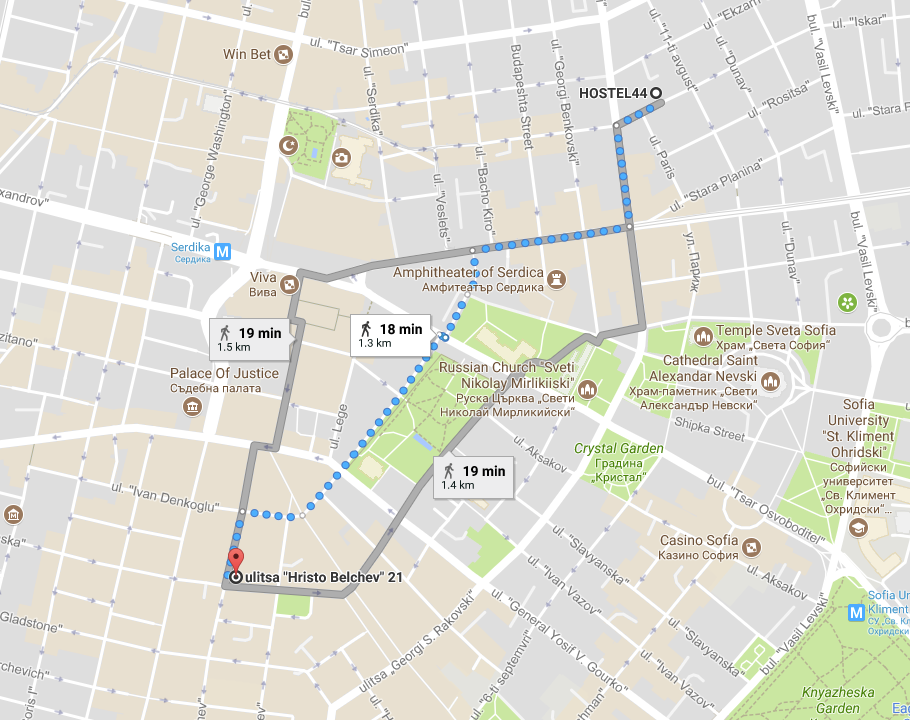 ul. "Tsar Simeon"
Win Bet
ul. "Serdika"
ul. "George Washington"
Budapeshta Street
ul. "Georgi Benkovski"
ul. "Ekzarh
ul. "11-ti avgust"
ul. "Dunav"
bul. "Vasil Levski"
ul. "Iskar"
HOSTEL44
ul. "Rositsa"
ul. "Stara P
ul. Paris
ul. "Stara Planina"
ul. "Veslets"
ul. "Bacho Kiro"
xandrov"
Serdika
Сердика
ул. Париж
ul. "Dunav"
bul. "Vasil Levski"
Viva
Вива
Amphitheater of Serdica
Амфитеатър Сердика
19 min
1.5 km
18 min
1.3 km
Temple Sveta Sofia
Храм „Света София“
zitano"
Palace Of Justice
Съдебна палата
Russian Church "Sveti
Nikolay Mirlikiiski"
Руска Църква „Свети
Николай Мирликийски“
Cathedral Saint
Alexandar Nevski
Храм-паметник „Свети
Александър Невски“
ul. Lege
Shipka Street
Sofia
University
"St. Kliment
Ohridski"
Софийски
университет
„Св. Климент
Охридски“...
ul. Aksakov
Crystal Garden
Градина
„Кристал“
19 min
1.4 km
ul. "Ivan Denkoglu"
bul. "Tsar Osvoboditel"
Casino Sofia
Казино София
ul. "Slavyanska"
ul. "Ivan Vazov"
ul. Aksakov
ulitsa "Hristo Belchev" 21
ul. "General Yosif V. Gourko"
ulitsa „Georgi S. Rakovski"
ul. "Slavyanska"
bul. "Vasil Levski"
Sofia Un
Kliment
СУ „Св. Кл
Охридски
Gladstone"
ul. "6-ti septemvri"
ul. "Ivan Vazov"
Knyazheska
Garden
Eag